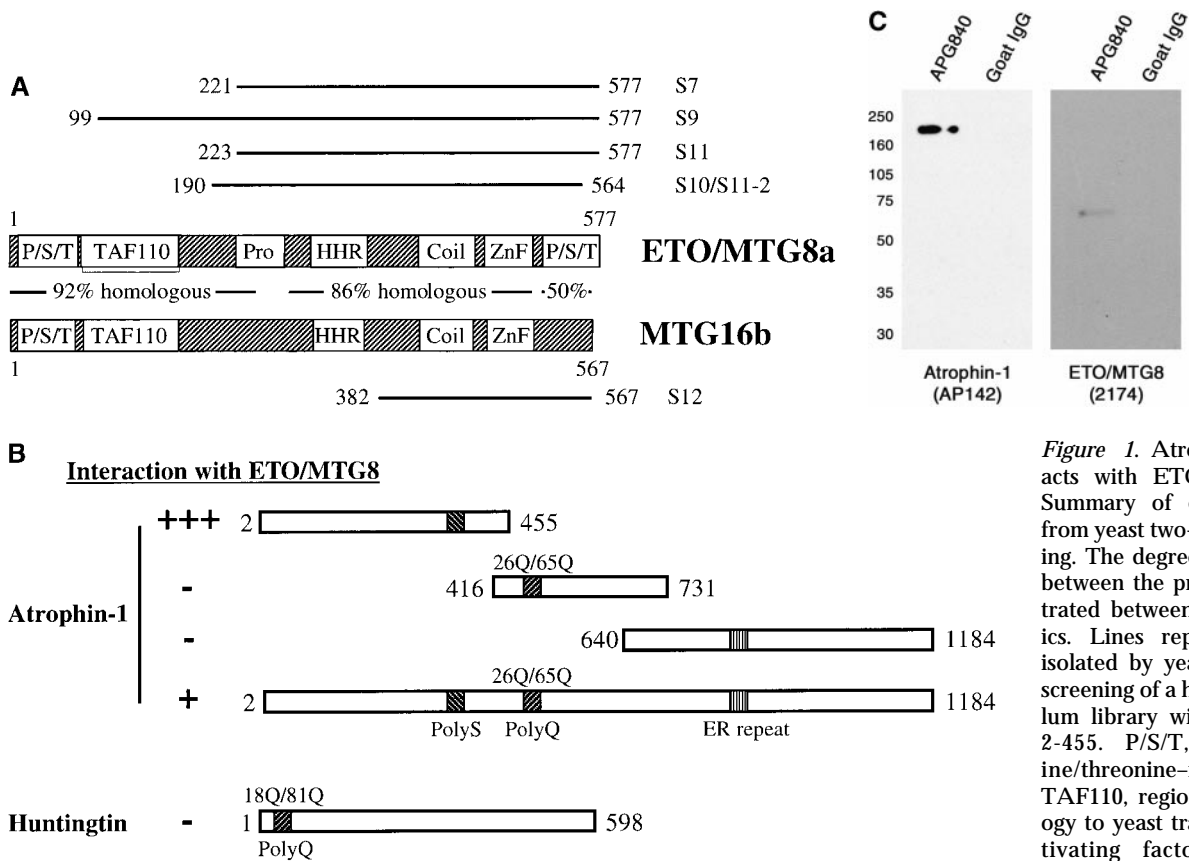 A
221 577 S7
99 577 S9
223 577 S11
190 564 S10/S11-2
1 577
P/S/T TAF110 Pro HHR Coil ZnF P/S/T
ETO/MTG8a
92% homologous 86% homologous ·50%·
P/S/T TAF110 HHR Coil ZnF
MTG16b
1 567
382 567 S12
B
Interaction with ETO/MTG8
Atrophin-1
+++ 2 455
26Q/65Q
- 416 731
- 640 1184
26Q/65Q
+ 2 1184
PolyS PolyQ ER repeat
18Q/81Q
Huntingtin - 1 598
PolyQ
C
APG840 Goat IgG APG840 Goat IgG
250
160
105
75
50
35
30
Atrophin-1 ETO/MTG8
(AP142) (2174)
Figure 1. Atro
acts with ETO
Summary of
from yeast two-
ing. The degree
between the pr
trated between
ics. Lines rep
isolated by yea
screening of a h
lum library wi
2-455. P/S/T,
ine/threonine–
TAF110, region
ogy to yeast tra
tivating facto